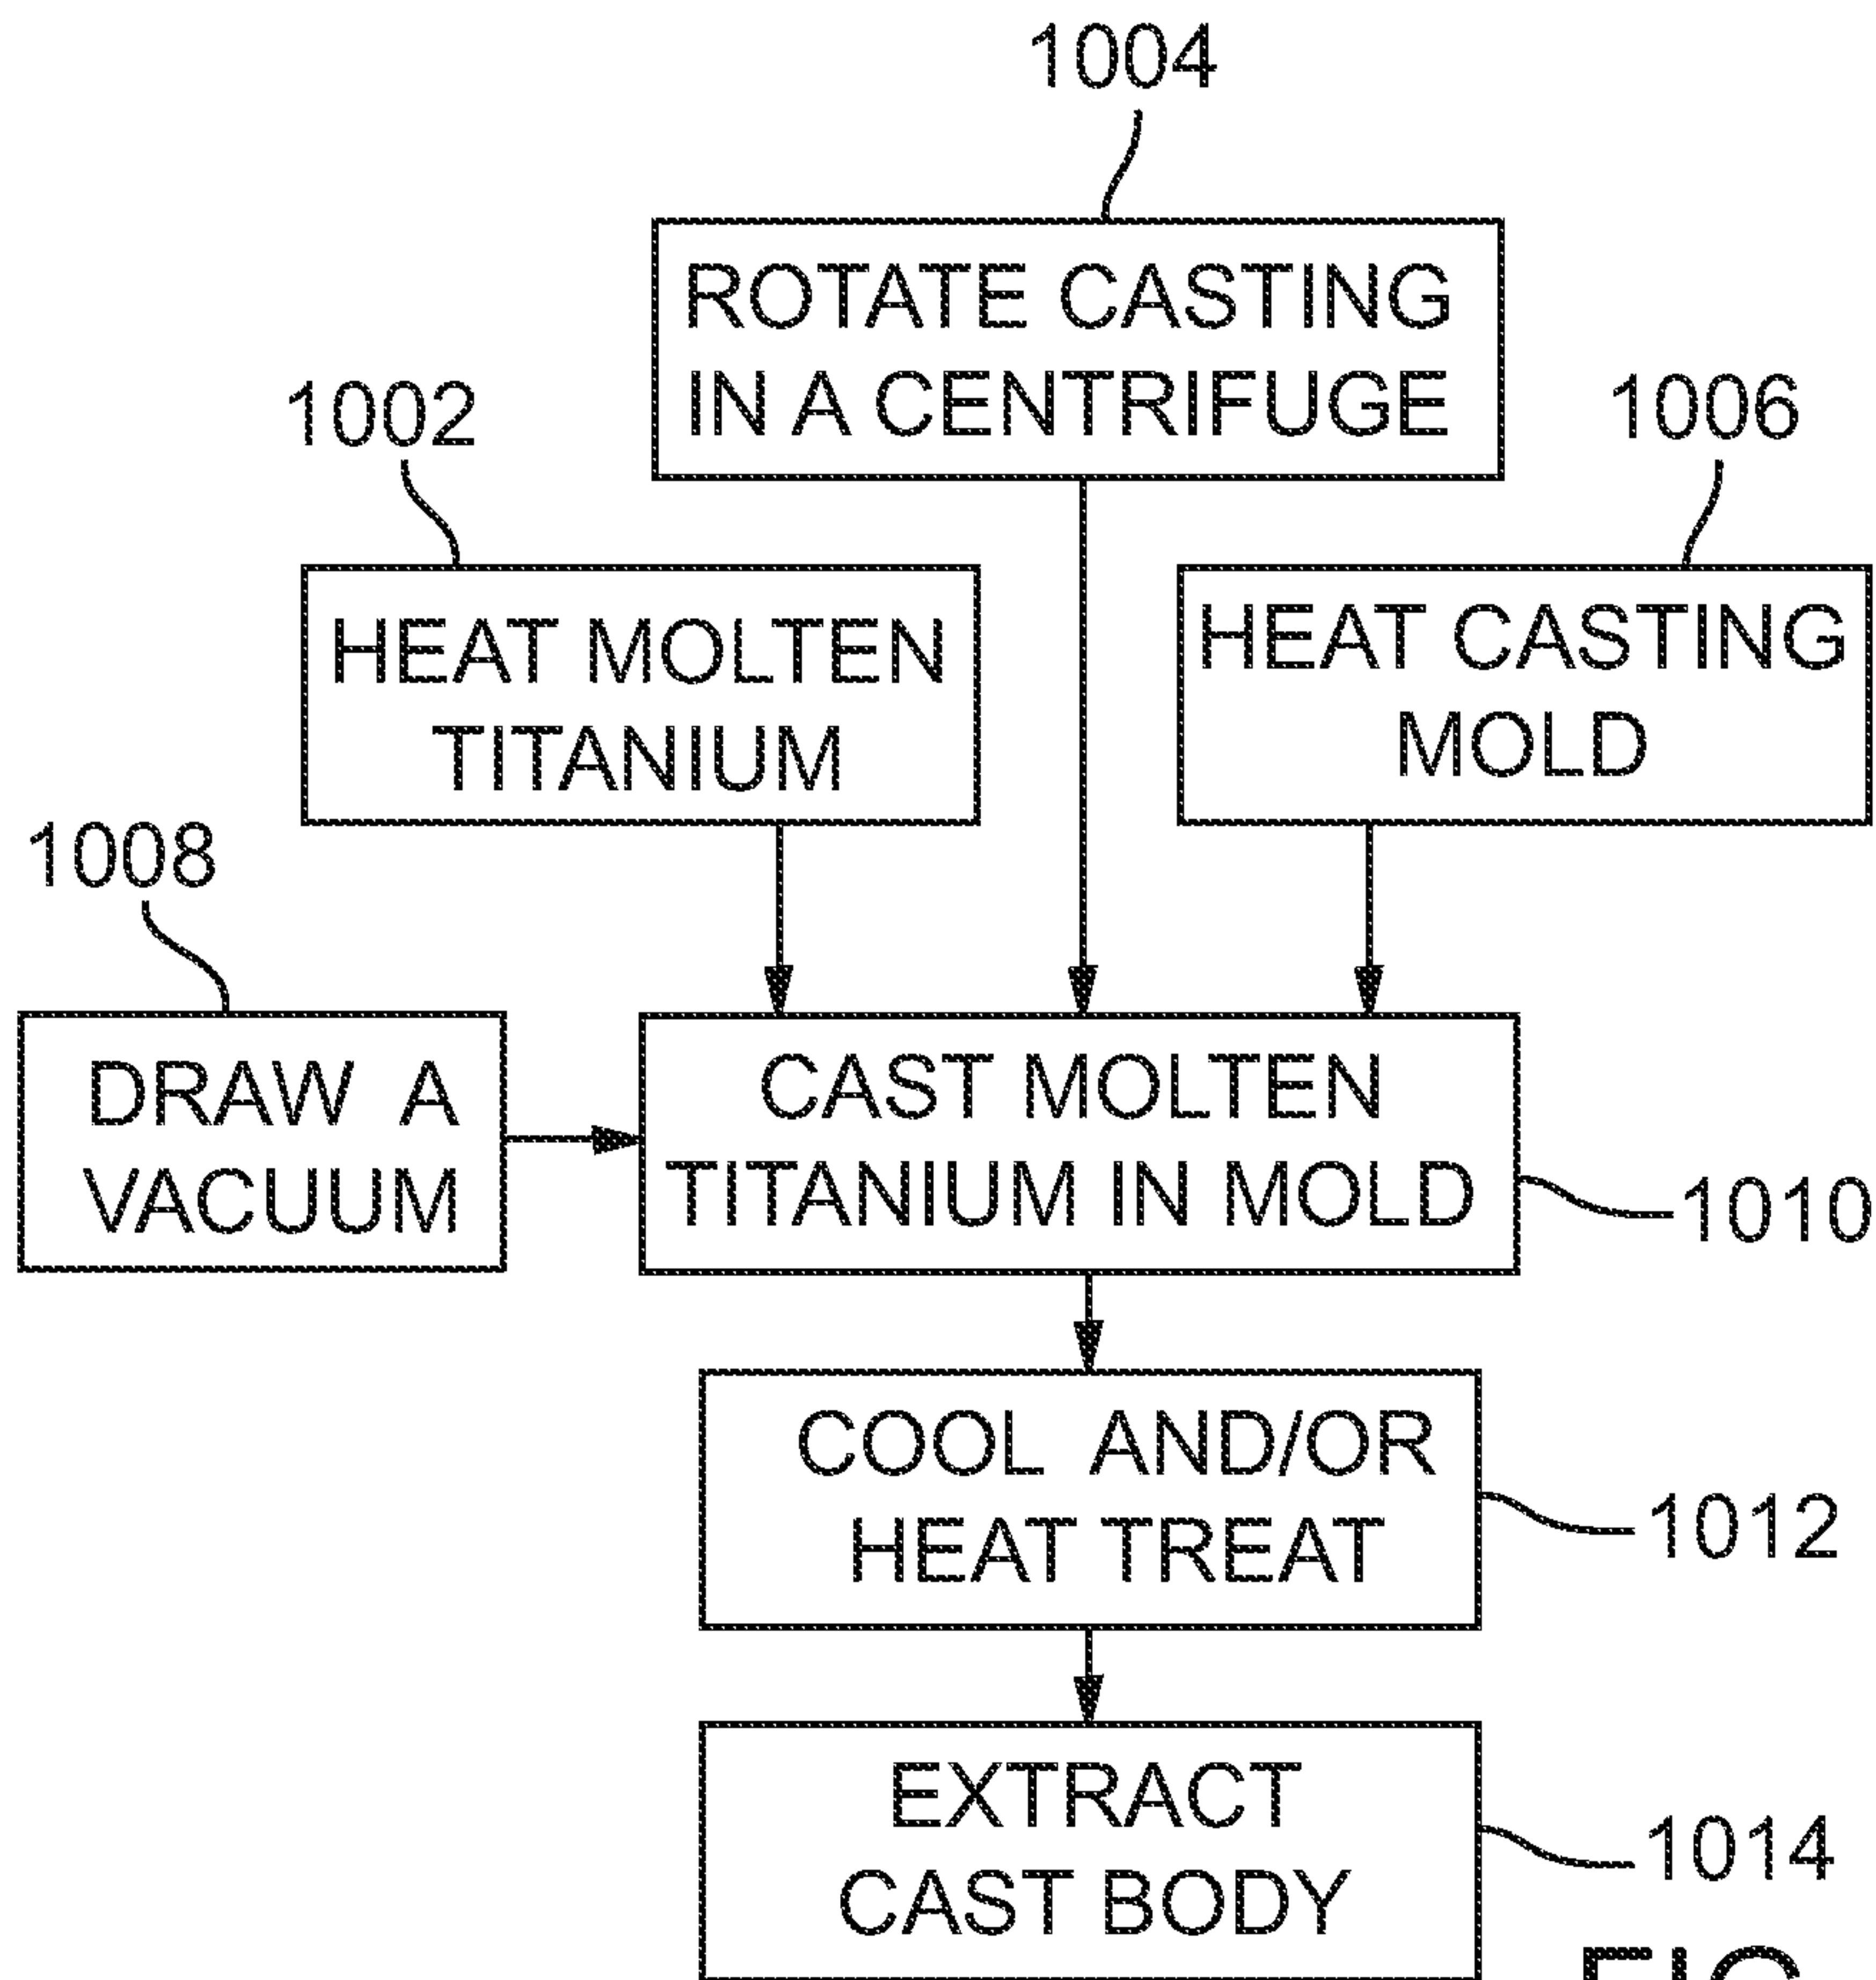 1004
ROTATE CASTING
IN A CENTRIFUGE
1002
1006
HEAT MOLTEN
TITANIUM
HEAT CASTING
MOLD
1008
DRAW A
VACUUM
CAST MOLTEN
TITANIUM IN MOLD
1010
COOL AND/OR
HEAT TREAT
1012
EXTRACT
CAST BODY
1014